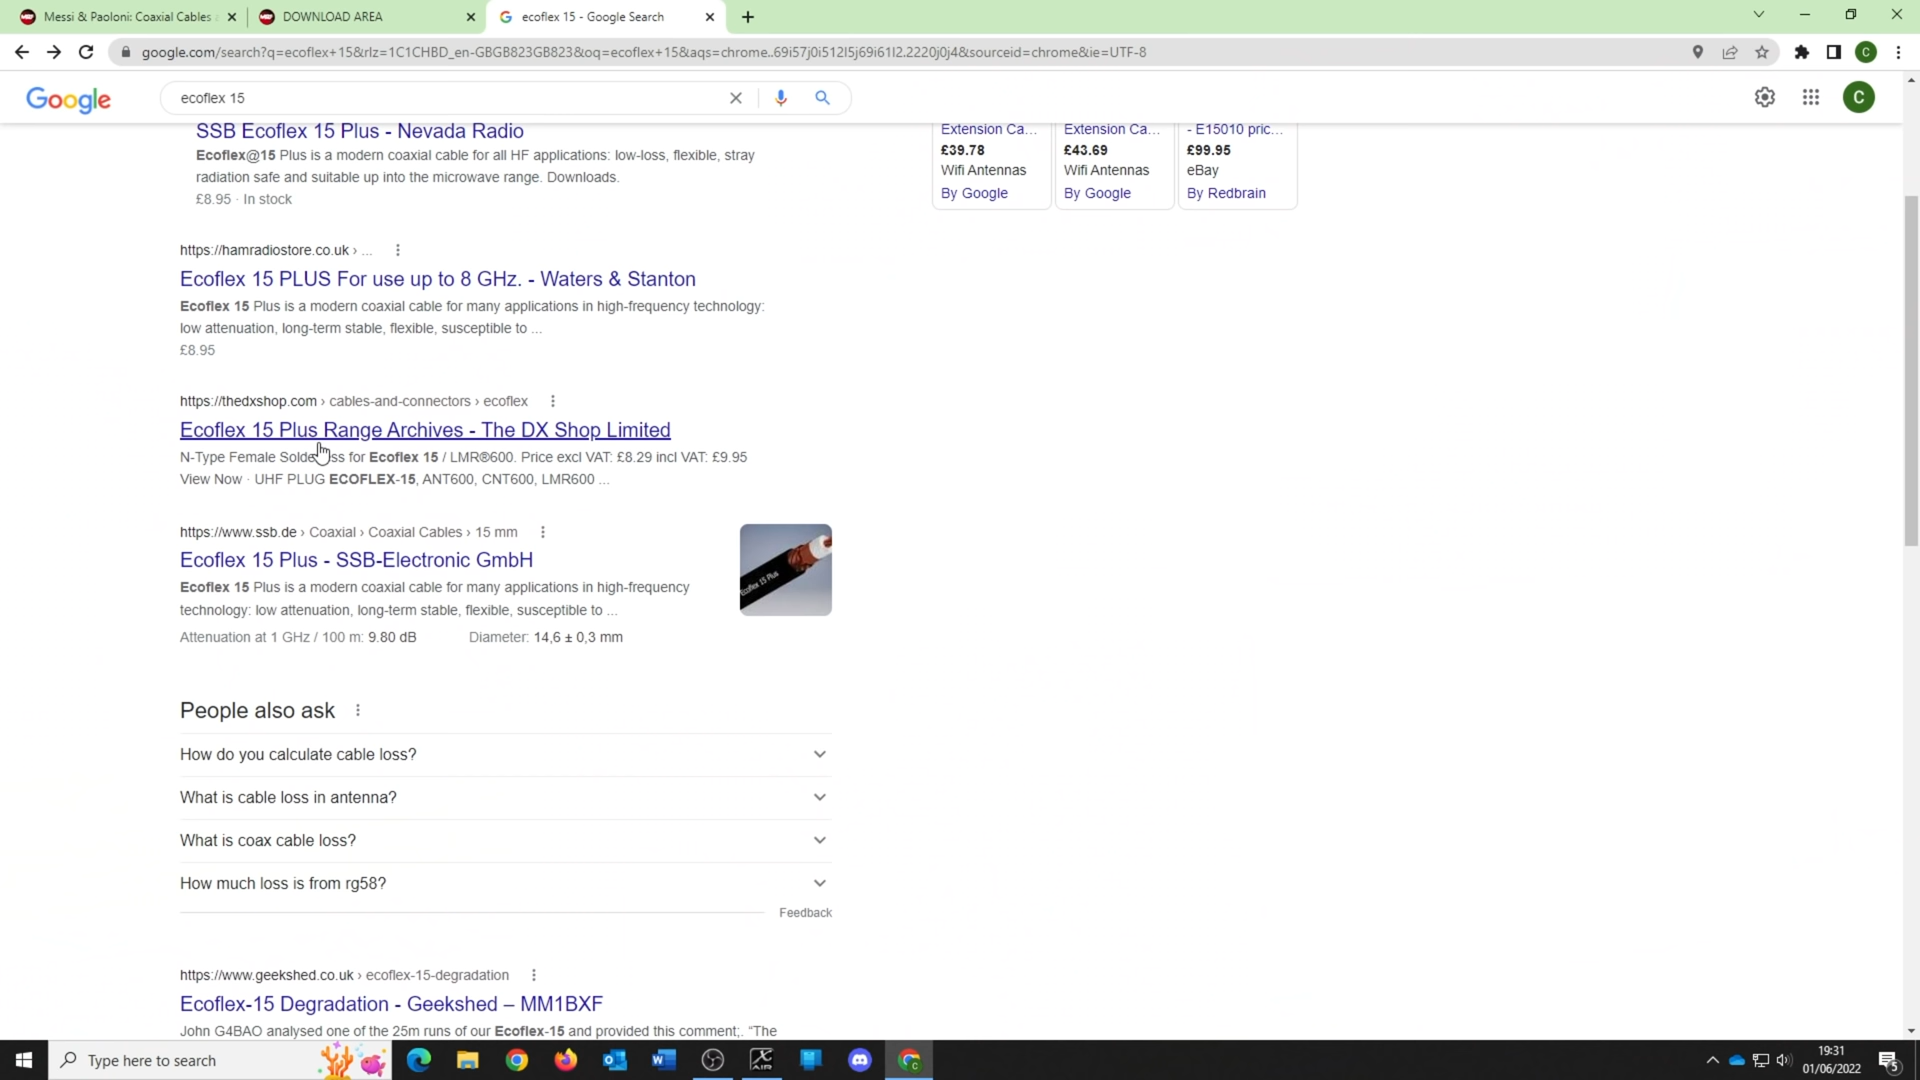 Messi & Paoloni: Coaxial Cables
DOWNLOAD AREA
ecoflex 15 - Google Search
google.com/search?q=ecoflex+15&rlz=1C1CHBD_en-GBGB823GB823&oq=ecoflex+15&aqs=chrome..69i57j0i512l5j69i61l2.2220j0j4&sourceid=chrome&ie=UTF-8
C
Google
ecoflex 15
C
SSB Ecoflex 15 Plus - Nevada Radio
Ecoflex@15 Plus is a modern coaxial cable for all HF applications: low-loss, flexible, stray
radiation safe and suitable up into the microwave range. Downloads.
£8.95 · In stock
Extension Ca...
£39.78
Wifi Antennas
By Google
Extension Ca...
£43.69
Wifi Antennas
By Google
- E15010 pric...
£99.95
eBay
By Redbrain
https://hamradiostore.co.uk › ...
Ecoflex 15 PLUS For use up to 8 GHz. - Waters & Stanton
Ecoflex 15 Plus is a modern coaxial cable for many applications in high-frequency technology:
low attenuation, long-term stable, flexible, susceptible to ...
£8.95
https://thedxshop.com › cables-and-connectors › ecoflex
Ecoflex 15 Plus Range Archives - The DX Shop Limited
N-Type Female for Ecoflex 15 / LMR®600. Price excl VAT: £8.29 incl VAT: £9.95
View Now · UHF PLUG ECOFLEX-15, ANT600, CNT600, LMR600 ...
https://www.ssb.de › Coaxial › Coaxial Cables › 15 mm
Ecoflex 15 Plus - SSB-Electronic GmbH
Ecoflex 15 Plus is a modern coaxial cable for many applications in high-frequency
technology: low attenuation, long-term stable, flexible, susceptible to ...
Attenuation at 1 GHz / 100 m: 9.80 dB Diameter: 14,6 ± 0,3 mm
Ecoflex 15 Plus
People also ask
How do you calculate cable loss?
What is cable loss in antenna?
What is coax cable loss?
How much loss is from rg58?
Feedback
https://www.geekshed.co.uk › ecoflex-15-degradation
Ecoflex-15 Degradation - Geekshed – MM1BXF
John G4BAO analysed one of the 25m runs of our Ecoflex-15 and provided this comment;. “The
Type here to search
19:31
01/06/2022
5